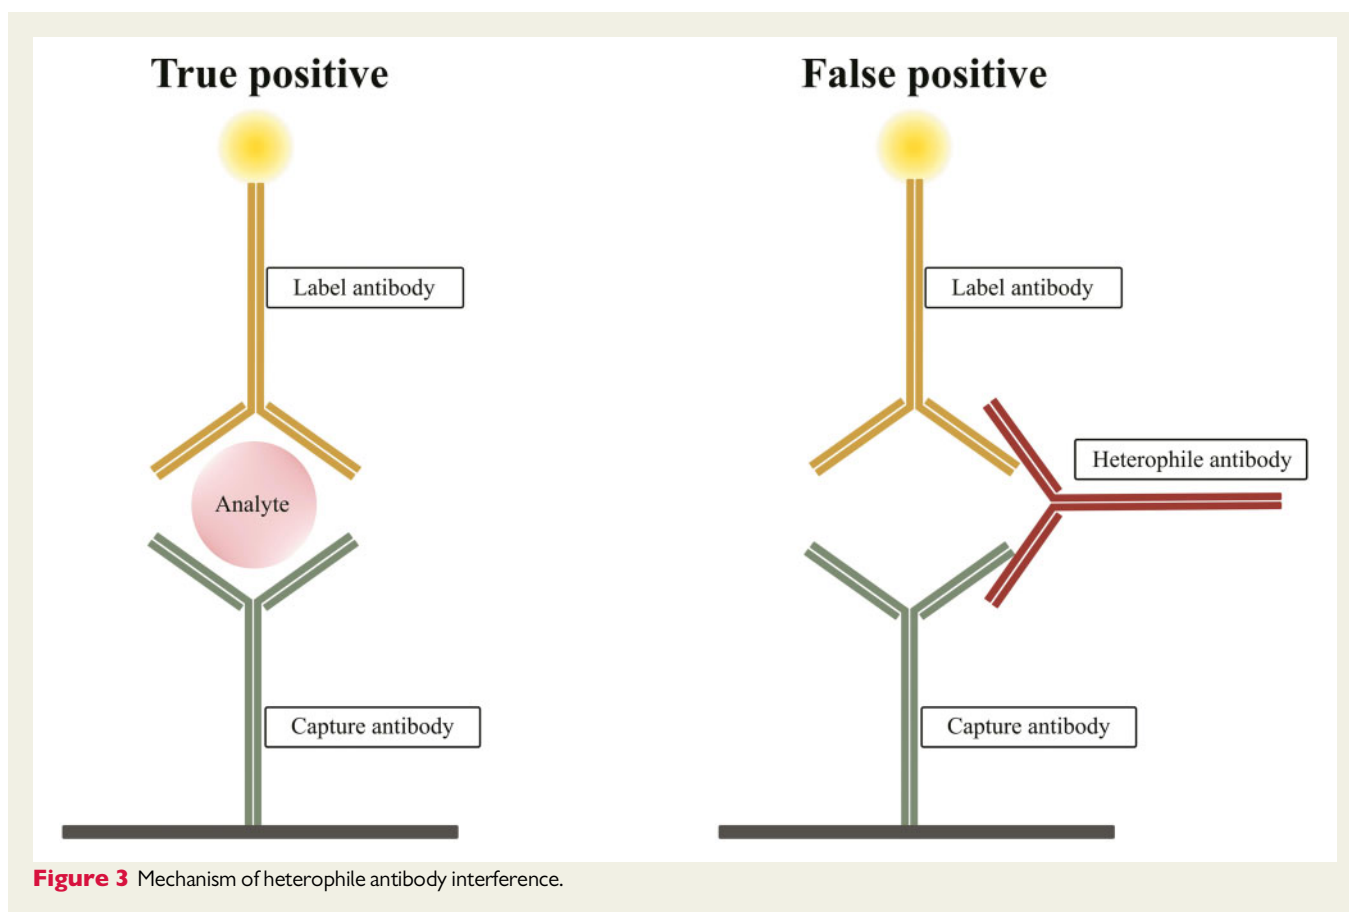 True positive
False positive
Label antibody
Label antibody
Heterophile antibody
Analyte
Capture antibody
Capture antibody
Figure 3 Mechanism of heterophile antibody interference.